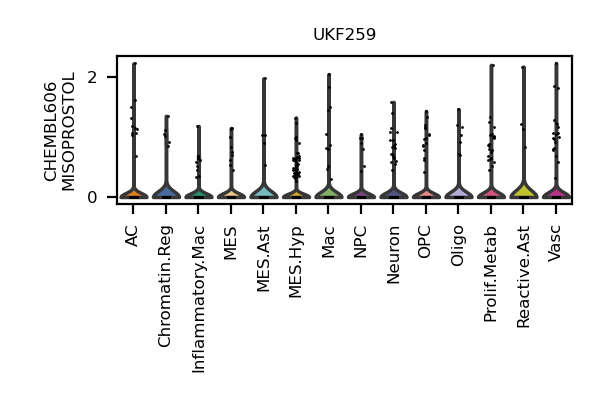 UKF259
CHEMBL606
MISOPROSTOL
2
0
AC
Chromatin.Reg
Inflammatory.Mac
MES
MES.Ast
MES.Hyp
Mac
NPC
Neuron
OPC
Oligo
Prolif.Metab
Reactive.Ast
Vasc